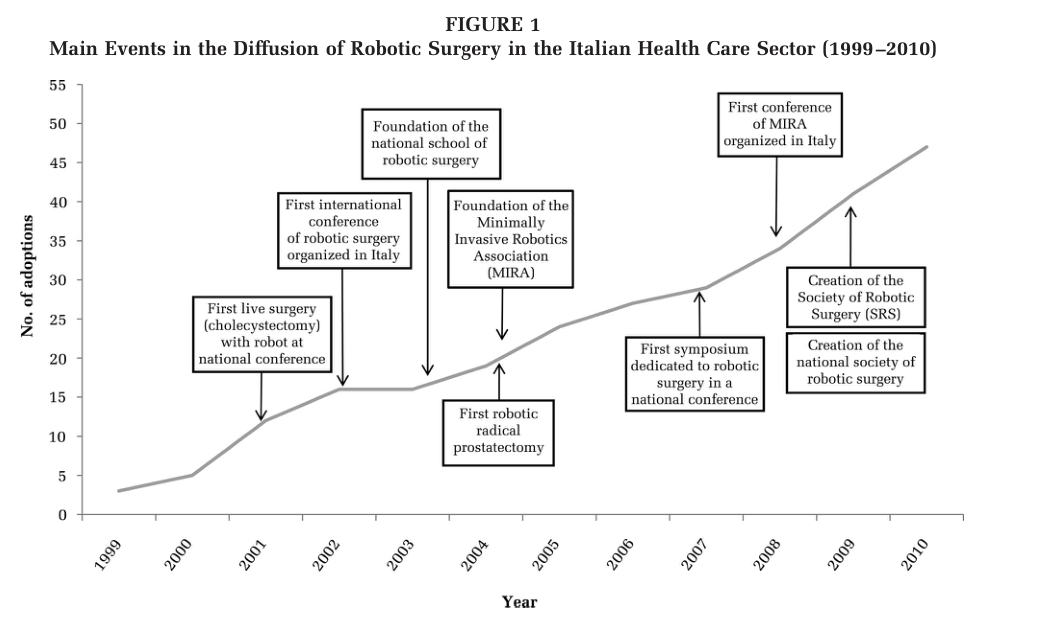 FIGURE 1
Main Events in the Diffusion of Robotic Surgery in the Italian Health Care Sector (1999–2010)
No. of adoptions
55
50
45
40
35
30
25
20
15
10
5
0
First live surgery
(cholecystectomy)
with robot at
national conference
First international
conference
of robotic surgery
organized in Italy
Foundation of the
national school of
robotic surgery
Foundation of the
Minimally
Invasive Robotics
Association
(MIRA)
First robotic
radical
prostatectomy
First symposium
dedicated to robotic
surgery in a
national conference
First conference
of MIRA
organized in Italy
Creation of the
Society of Robotic
Surgery (SRS)
Creation of the
national society of
robotic surgery
1999
2000
2001
2002
2003
2004
2005
2006
2007
2008
2009
2010
Year